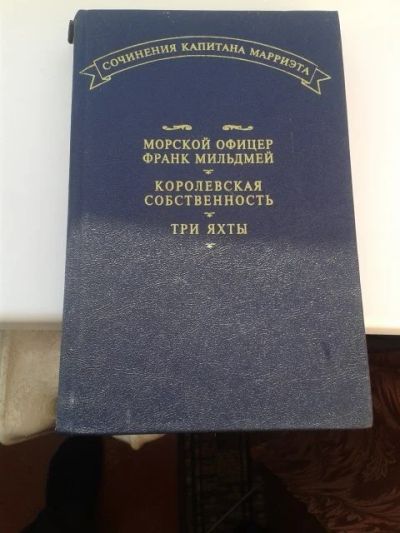 СОЧИНЕНИЯ КАПИТАНА МАРРИЭТА
МОРСКОЙ ОФИЦЕР
ФРАНК МИЛЬДМЕЙ
КОРОЛЕВСКАЯ
СОБСТВЕННОСТЬ
ТРИ ЯХТЫ